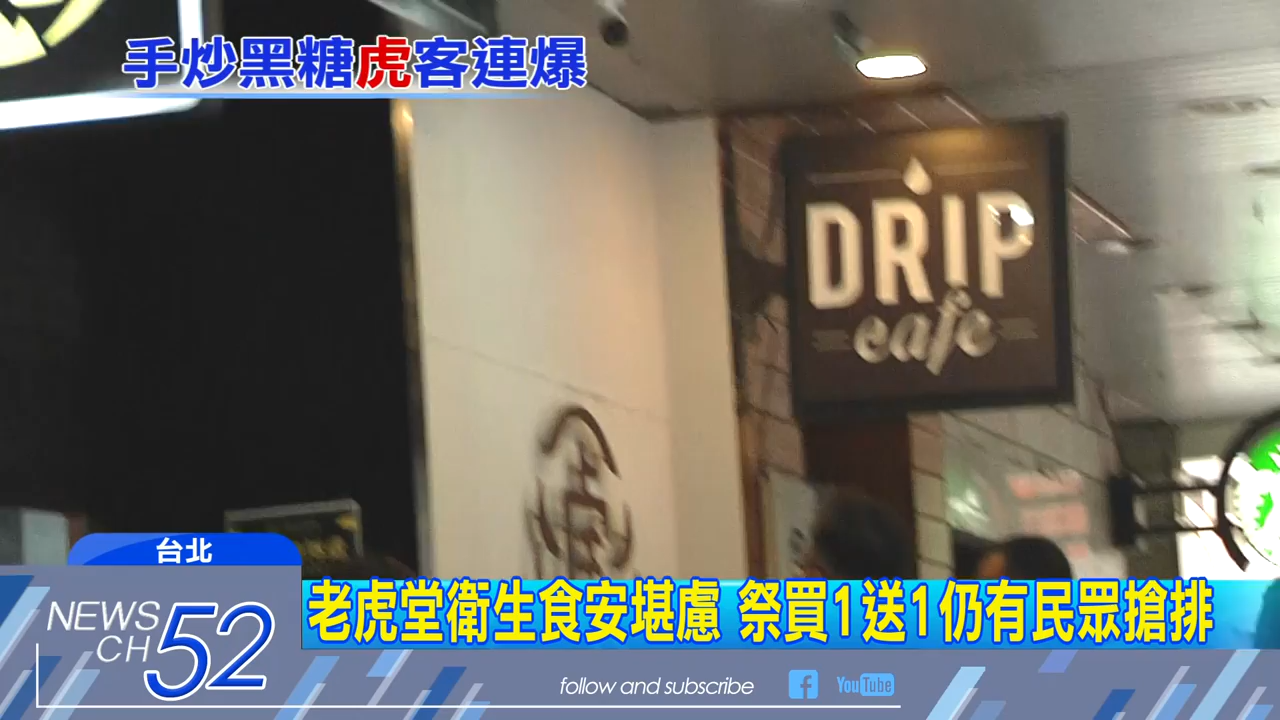 手炒黑糖虎客連爆
DRIP
cafe
台北
老虎堂衛生食安堪慮 祭買1送1仍有民眾搶排
NEWS
CH 52
follow and subscribe
YouTube